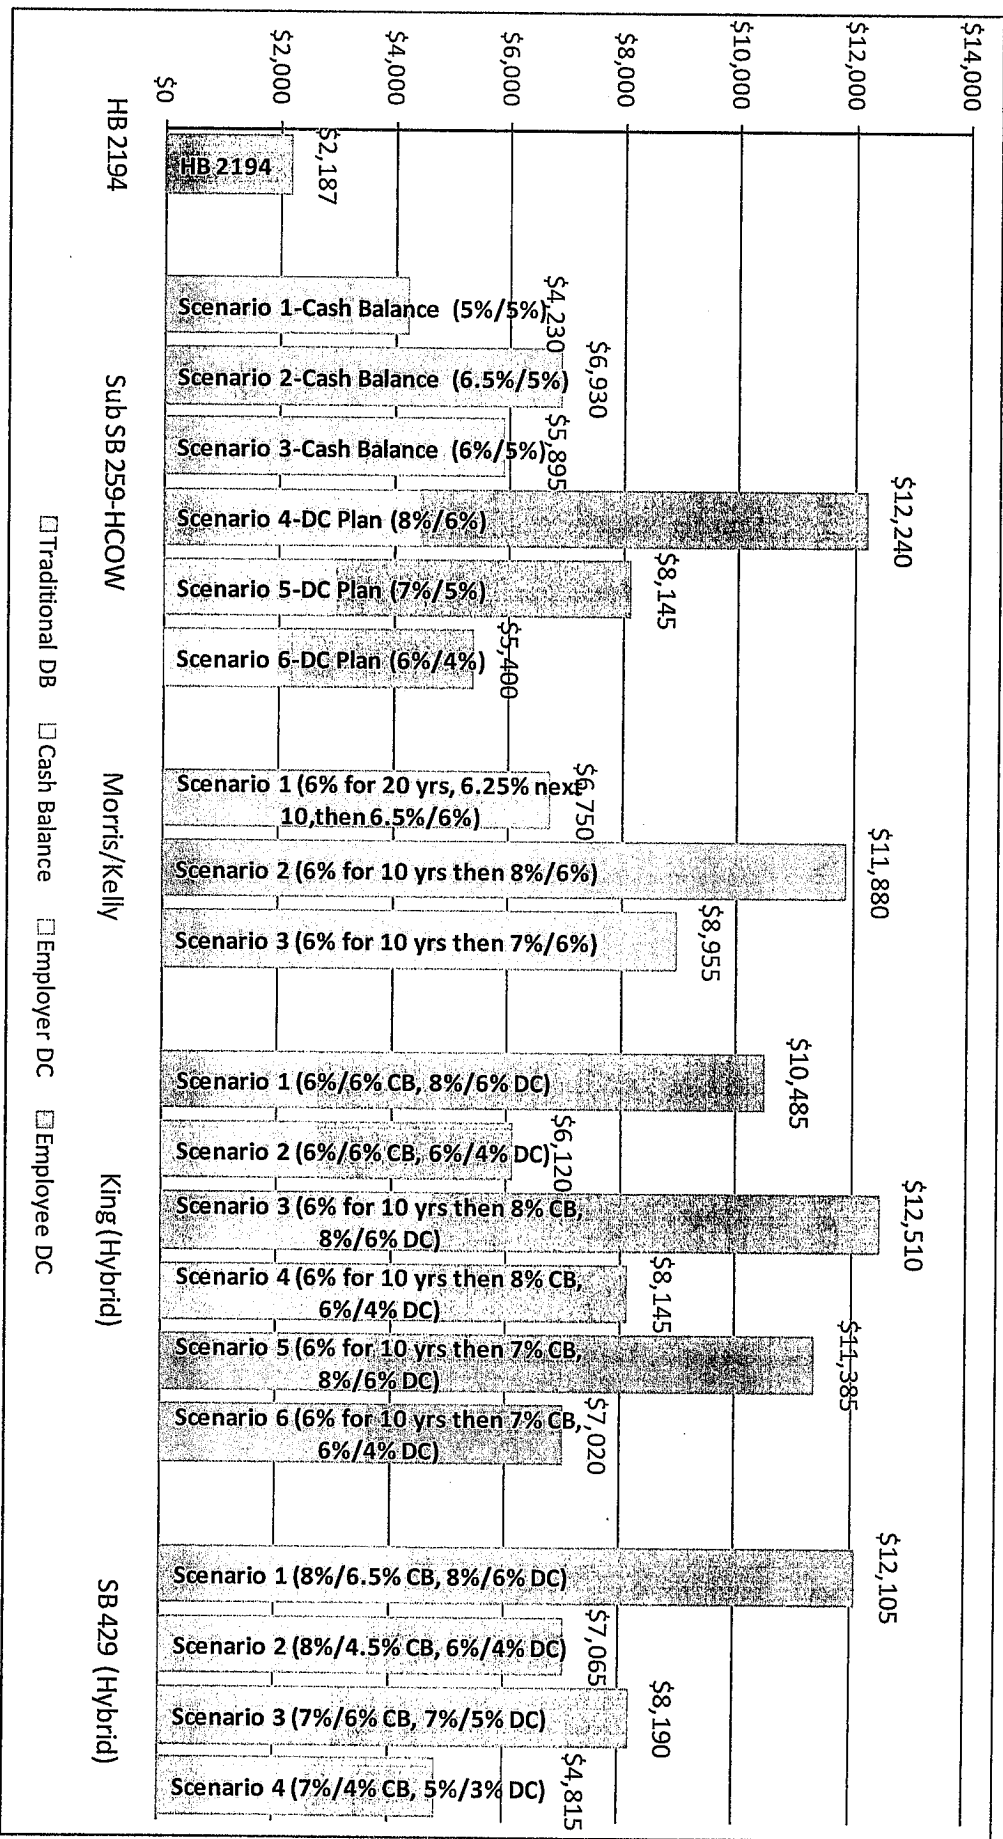 $14,000
$12,000
$10,000
$8,000
$6,000
$4,000
$2,000
$0
$2,187
HB 2194
$4,230
Scenario 1-Cash Balance (5%/5%)
$6,930
Scenario 2-Cash Balance (6.5%/5%)
$5,895
Scenario 3-Cash Balance (6%/5%)
$12,240
Scenario 4-DC Plan (8%/6%)
$8,145
Scenario 5-DC Plan (7%/5%)
$5,400
Scenario 6-DC Plan (6%/4%)
$6,750
Scenario 1 (6% for 20 yrs, 6.25% next
10,then 6.5%/6%)
$11,880
Scenario 2 (6% for 10 yrs then 8%/6%)
$8,955
Scenario 3 (6% for 10 yrs then 7%/6%)
$10,485
Scenario 1 (6%/6% CB, 8%/6% DC)
$6,120
Scenario 2 (6%/6% CB, 6%/4% DC)
$12,510
Scenario 3 (6% for 10 yrs then 8% CB,
8%/6% DC)
$8,145
Scenario 4 (6% for 10 yrs then 8% CB,
6%/4% DC)
$11,385
Scenario 5 (6% for 10 yrs then 7% CB,
8%/6% DC)
$7,020
Scenario 6 (6% for 10 yrs then 7% CB,
6%/4% DC)
$12,105
Scenario 1 (8%/6.5% CB, 8%/6% DC)
$7,065
Scenario 2 (8%/4.5% CB, 6%/4% DC)
$8,190
Scenario 3 (7%/6% CB, 7%/5% DC)
$4,815
Scenario 4 (7%/4% CB, 5%/3% DC)
HB 2194
Sub SB 259-HCOW
Morris/Kelly
King (Hybrid)
SB 429 (Hybrid)
Traditional DB
Cash Balance
Employer DC
Employee DC